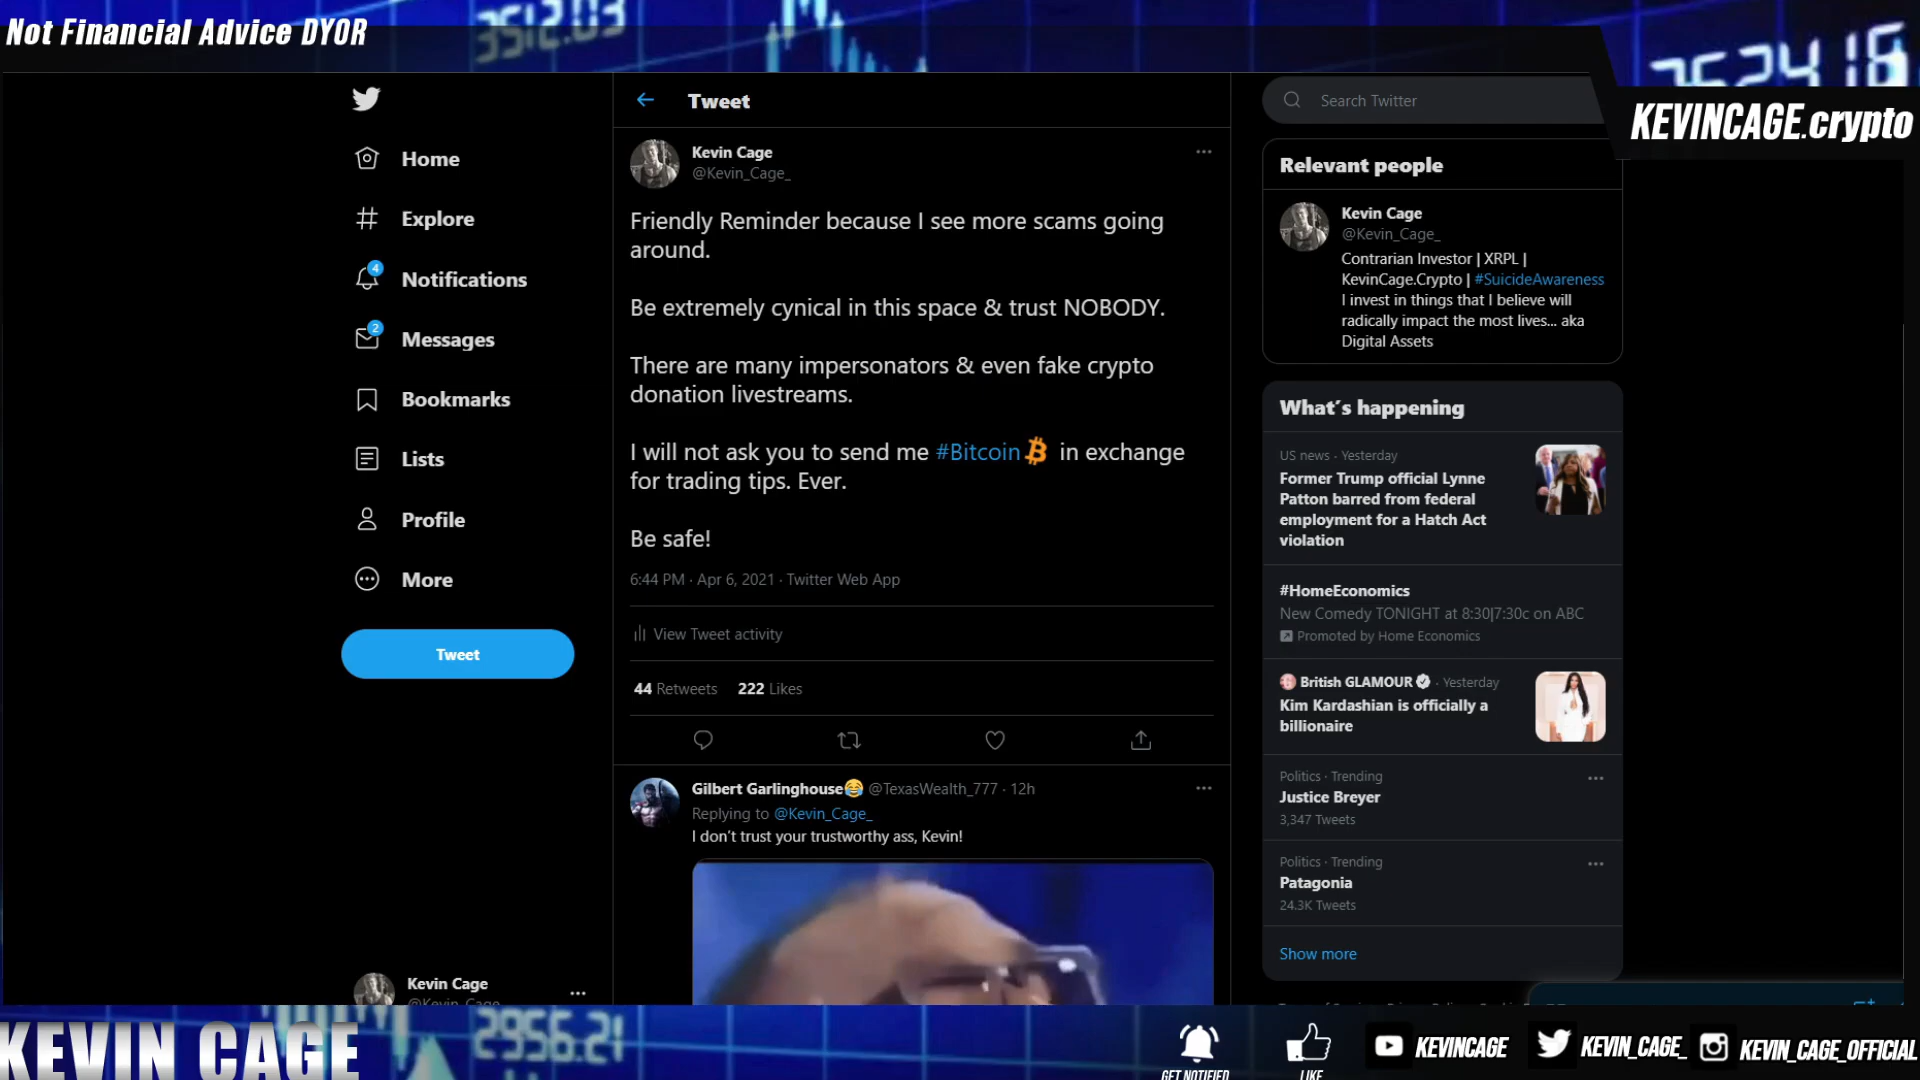 Not Financial Advice DYOR
3512.03
KEVINCAGE.crypto
Home
Explore
4
Notifications
2
Messages
Bookmarks
Lists
Profile
More
Tweet
Kevin Cage
Tweet
Kevin Cage
@Kevin_Cage_
Friendly Reminder because I see more scams going
around.
Be extremely cynical in this space & trust NOBODY.
There are many impersonators & even fake crypto
donation livestreams.
I will not ask you to send me #Bitcoin in exchange
for trading tips. Ever.
Be safe!
6:44 PM · Apr 6, 2021 · Twitter Web App
View Tweet activity
44 Retweets 222 Likes
Gilbert Garlinghouse😂 @TexasWealth_777 · 12h
Replying to @Kevin_Cage_
I don't trust your trustworthy ass, Kevin!
Search Twitter
Relevant people
Kevin Cage
@Kevin_Cage_
Contrarian Investor | XRPL |
KevinCage.Crypto | #SuicideAwareness
I invest in things that I believe will
radically impact the most lives... aka
Digital Assets
What's happening
US news · Yesterday
Former Trump official Lynne
Patton barred from federal
employment for a Hatch Act
violation
#HomeEconomics
New Comedy TONIGHT at 8:30|7:30c on ABC
Promoted by Home Economics
British GLAMOUR · Yesterday
Kim Kardashian is officially a
billionaire
Politics · Trending
Justice Breyer
3,347 Tweets
Politics · Trending
Patagonia
24.3K Tweets
Show more
KEVIN CAGE
2956.21
GET NOTIFIED
LIKE
KEVINCAGE
KEVIN_CAGE_
KEVIN_CAGE_OFFICIAL